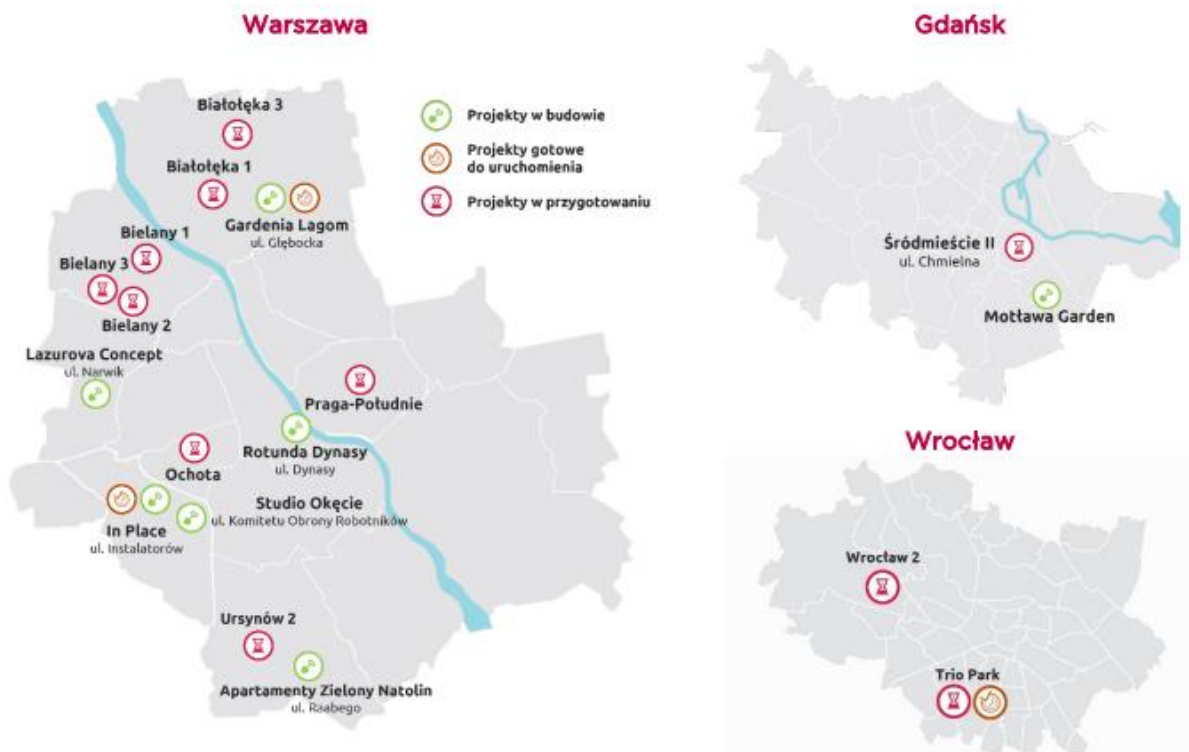 Warszawa
Białołęka 3
Białołęka 1
Gardenia Lagom
ul. Głębocka
Bielany 1
Bielany 3
Bielany 2
Lazurova Concept
ul. Narwik
Praga-Południe
Rotunda Dynasy
ul. Dynasy
Ochota
Studio Okęcie
ul. Komitetu Obrony Robotników
In Place
ul. Instalatorów
Ursynów 2
Apartamenty Zielony Natolin
ul. Raabego
Projekty w budowie
Projekty gotowe
do uruchomienia
Projekty w przygotowaniu
Gdańsk
Śródmieście II
ul. Chmielna
Motława Garden
Wrocław
Wrocław 2
Trio Park